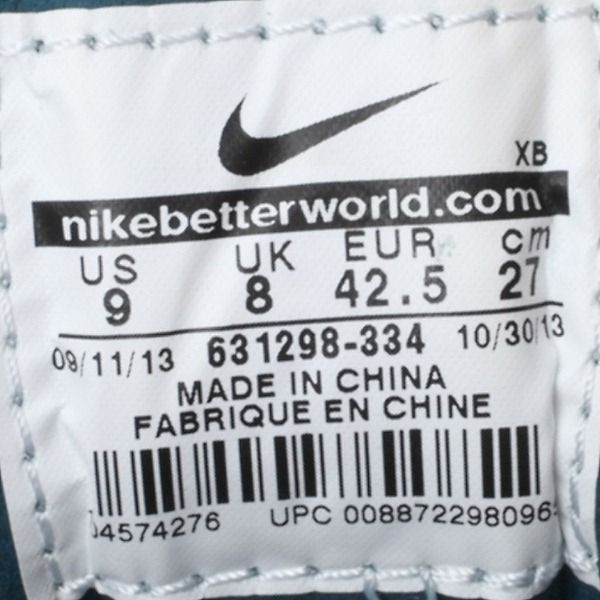 XB
nikebetterworld.com
US UK EUR cm
9 8 42.5 27
09/11/13 631298-334 10/30/13
MADE IN CHINA
FABRIQUE EN CHINE
04574276 UPC 00887229809 6